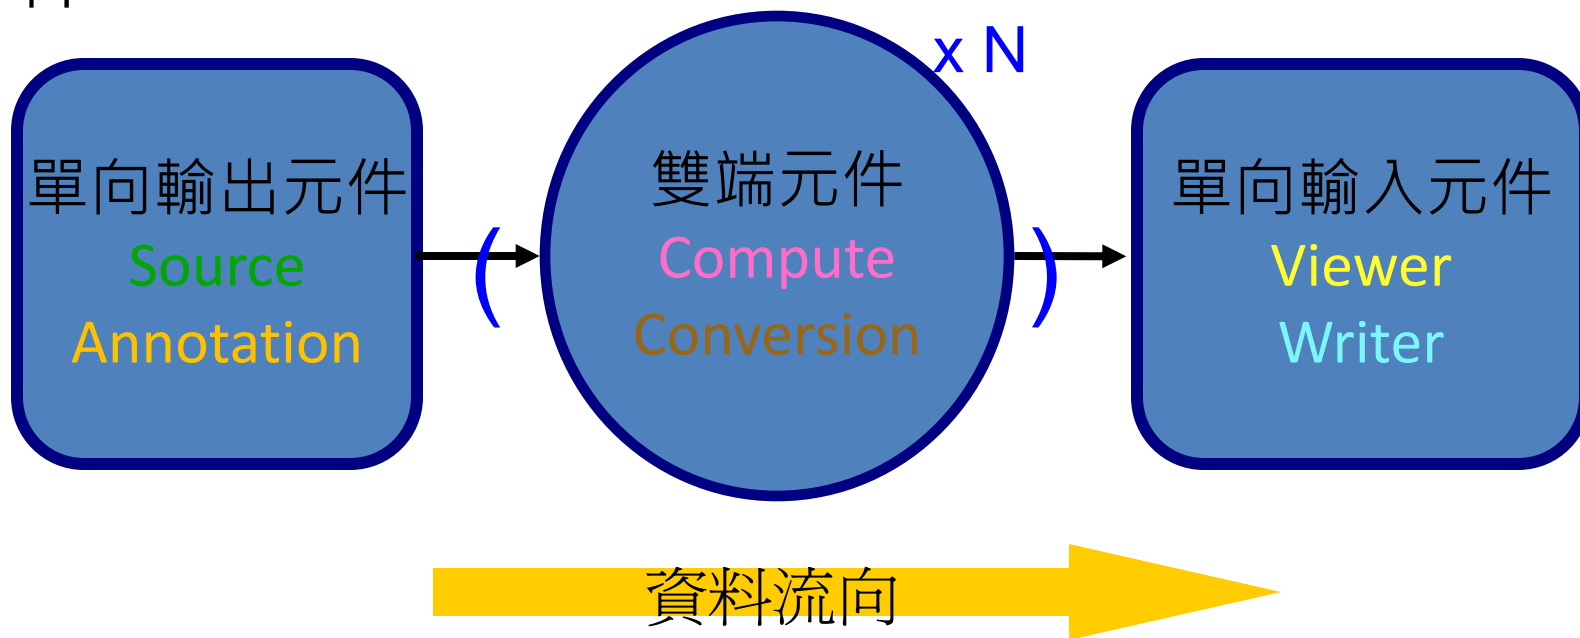 x N
單向輸出元件
Source
Annotation
(
雙端元件
Compute
Conversion
)
單向輸入元件
Viewer
Writer
資料流向